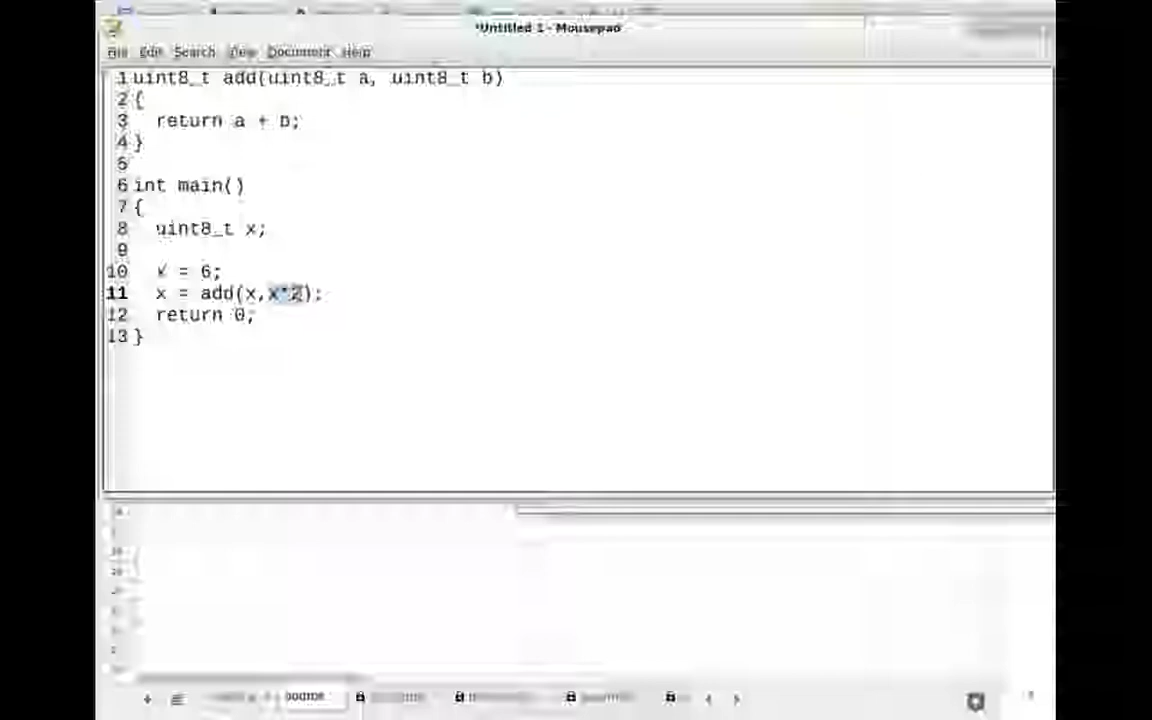 *Untitled 1 - Mousepad
File Edit Search View Document Help
1 uint8_t add(uint8_t a, uint8_t b)
2 {
3 return a + b;
4 }
5
6 int main()
7 {
8 uint8_t x;
9
10 x = 6;
11 x = add(x,x*2);
12 return 0;
13 }